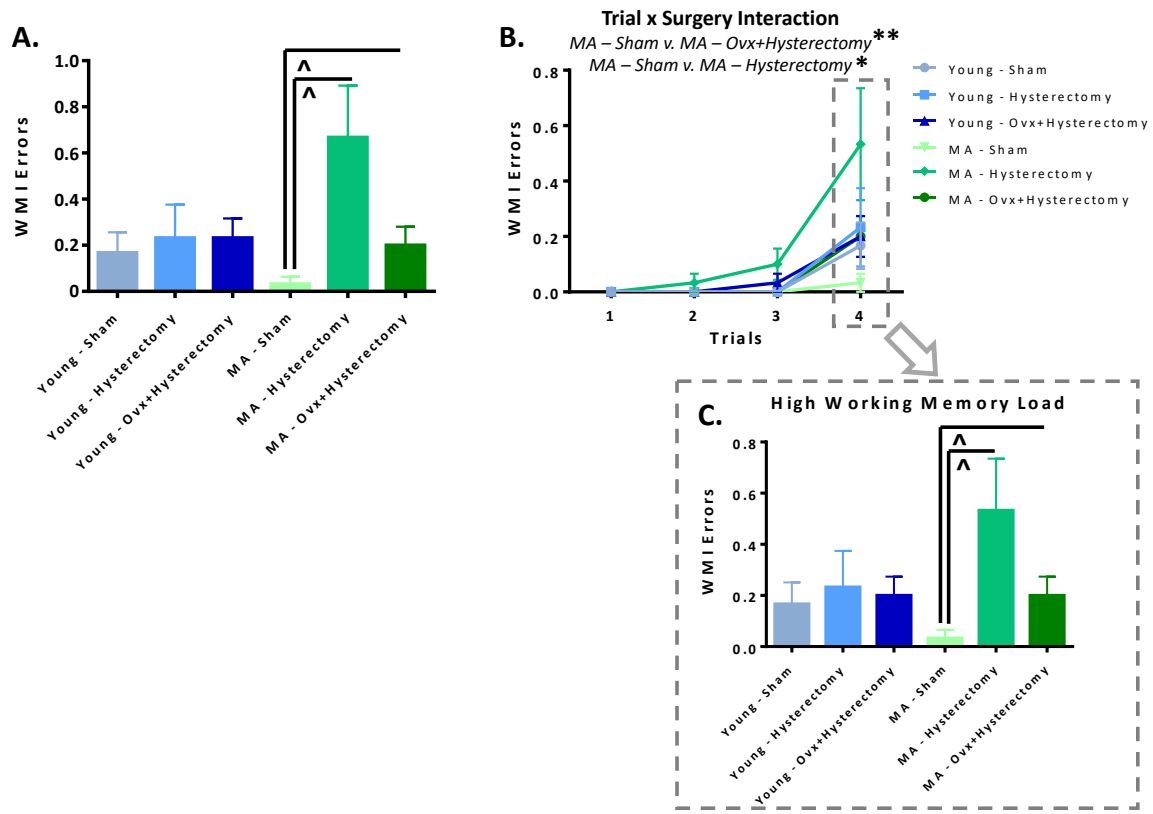 A.
WMI Errors
1.0
0.8
0.6
0.4
0.2
0
^
^
Young - Sham
Young - Hysterectomy
Young - Ovx+Hysterectomy
MA - Sham
MA - Hysterectomy
MA - Ovx+Hysterectomy
B.
Trial x Surgery Interaction
MA – Sham v. MA – Ovx+Hysterectomy**
MA – Sham v. MA – Hysterectomy*
WMI Errors
0.8
0.6
0.4
0.2
0.0
1 2 3 4
Trials
Young - Sham
Young - Hysterectomy
Young - Ovx+Hysterectomy
MA - Sham
MA - Hysterectomy
MA - Ovx+Hysterectomy
High Working Memory Load
C.
WMI Errors
0.8
0.6
0.4
0.2
0.0
^
^
Young - Sham
Young - Hysterectomy
Young - Ovx+Hysterectomy
MA - Sham
MA - Hysterectomy
MA - Ovx+Hysterectomy